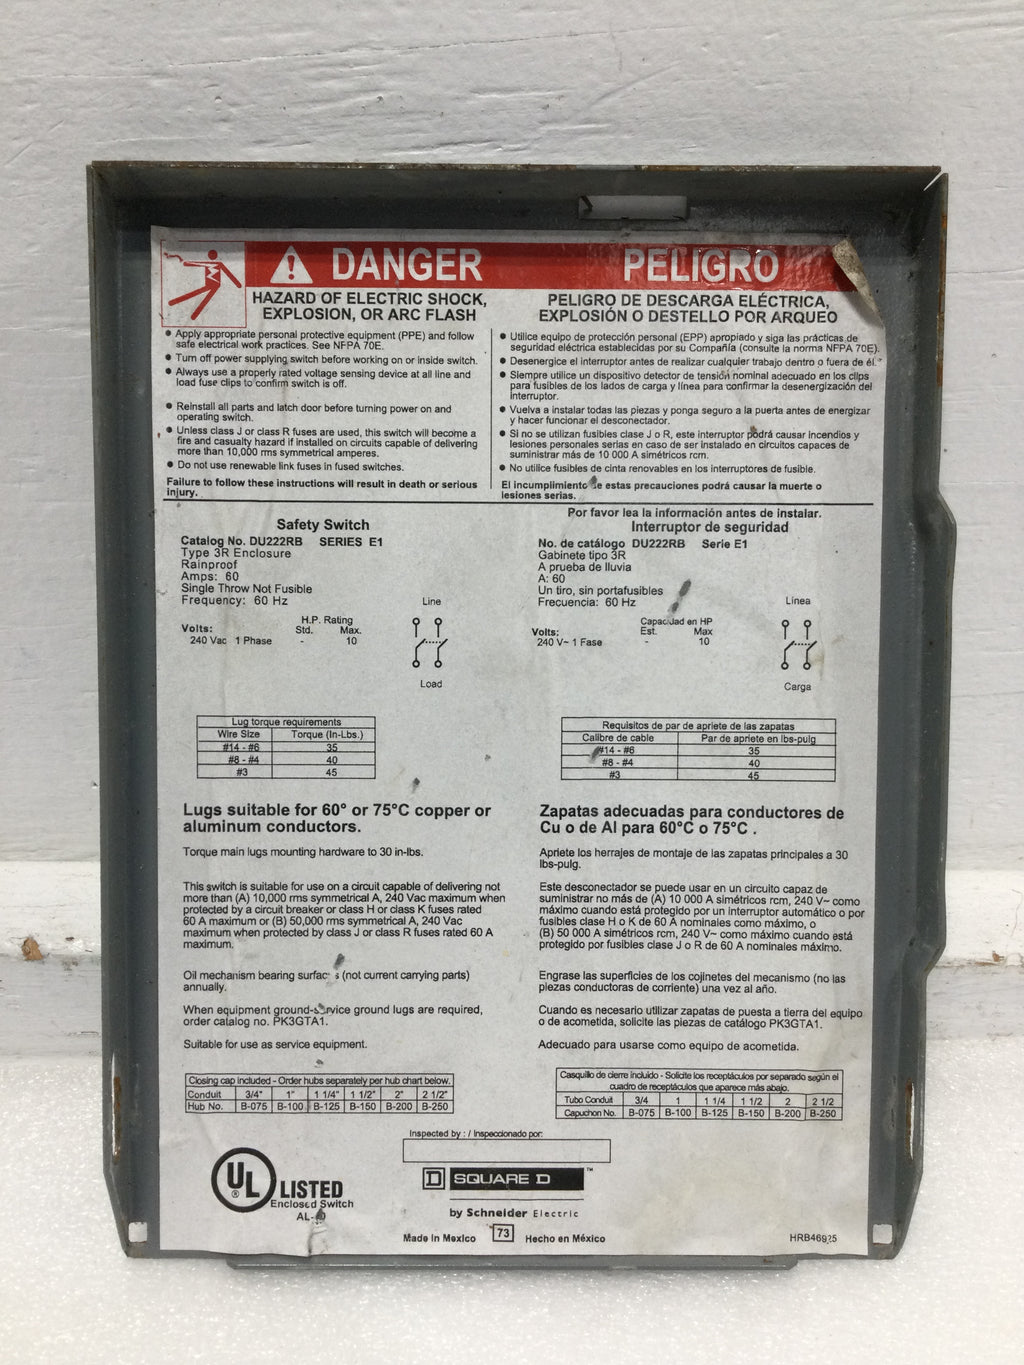 DANGER
HAZARD OF ELECTRIC SHOCK,
EXPLOSION, OR ARC FLASH
● Apply appropriate personal protective equipment (PPE) and follow
safe electrical work practices. See NFPA 70E.
● Turn off power supplying switch before working on or inside switch.
● Always use a properly rated voltage sensing device at all line and
load fuse clips to confirm switch is off.
● Reinstall all parts and latch door before turning power on and
operating switch.
● Unless class J or class R fuses are used, this switch will become a
fire and casualty hazard if installed on circuits capable of delivering
more than 10,000 rms symmetrical amperes.
● Do not use renewable link fuses in fused switches.
Failure to follow these instructions will result in death or serious
injury.
PELIGRO
PELIGRO DE DESCARGA ELÉCTRICA,
EXPLOSIÓN O DESTELLO POR ARQUEO
● Utilice equipo de protección personal (EPP) apropiado y siga las prácticas de
seguridad eléctrica establecidas por su Compañía (consulte la norma NFPA 70E).
● Desenergice el interruptor antes de realizar cualquier trabajo dentro o fuera de él.
● Siempre utilice un dispositivo detector de tensión nominal adecuado en los clips
para fusibles de los lados de carga y línea para confirmar la desenergización del
interruptor.
● Vuelva a instalar todas las piezas y ponga seguro a la puerta antes de energizar
y hacer funcionar el desconectador.
● Si no se utilizan fusibles clase J o R, este interruptor podrá causar incendios y
lesiones personales serias en caso de ser instalado en circuitos capaces de
suministrar más de 10 000 A simétricos rcm.
● No utilice fusibles de cinta renovables en los interruptores de fusible.
El incumplimiento de estas precauciones podrá causar la muerte o
lesiones serias.
Safety Switch
Catalog No. DU222RB SERIES E1
Type 3R Enclosure
Rainproof
Amps: 60
Single Throw Not Fusible
Frequency: 60 Hz
Line
H.P. Rating
Volts: Std. Max.
240 Vac 1 Phase - 10
Load
Por favor lea la información antes de instalar.
Interruptor de seguridad
No. de catálogo DU222RB Serie E1
Gabinete tipo 3R
A prueba de lluvia
A: 60
Un tiro, sin portafusibles
Frecuencia: 60 Hz
Línea
Capacidad en HP
Volts: Est. Max
240 V~ 1 Fase - 10
Carga
Lug torque requirements
Wire Size Torque (In-Lbs.)
#14 - #6 35
#8 - #4 40
#3 45
Requisitos de par de apriete de las zapatas
Calibre de cable Par de apriete en lbs-pulg
#14 - #6 35
#8 - #4 40
#3 45
Lugs suitable for 60° or 75°C copper or
aluminum conductors.
Torque main lugs mounting hardware to 30 in-lbs.
This switch is suitable for use on a circuit capable of delivering not
more than (A) 10,000 rms symmetrical A, 240 Vac maximum when
protected by a circuit breaker or class H or class K fuses rated
60 A maximum or (B) 50,000 rms symmetrical A, 240 Vac
maximum when protected by class J or class R fuses rated 60 A
maximum.
Oil mechanism bearing surfaces (not current carrying parts)
annually.
When equipment ground-service ground lugs are required,
order catalog no. PK3GTA1.
Suitable for use as service equipment.
Zapatas adecuadas para conductores de
Cu o de Al para 60°C o 75°C .
Apriete los herrajes de montaje de las zapatas principales a 30
lbs-pulg.
Este desconectador se puede usar en un circuito capaz de
suministrar no más de (A) 10 000 A simétricos rcm, 240 V~ como
máximo cuando está protegido por un interruptor automático o por
fusibles clase H o K de 60 A nominales como máximo, o
(B) 50 000 A simétricos rcm, 240 V~ como máximo cuando está
protegido por fusibles clase J o R de 60 A nominales máximo.
Engrase las superficies de los cojinetes del mecanismo (no las
piezas conductoras de corriente) una vez al año.
Cuando es necesario utilizar zapatas de puesta a tierra del equipo
o de acometida, solicite las piezas de catálogo PK3GTA1.
Adecuado para usarse como equipo de acometida.
Closing cap included - Order hubs separately per hub chart below.
Conduit 3/4" 1" 1 1/4" 1 1/2" 2" 2 1/2"
Hub No. B-075 B-100 B-125 B-150 B-200 B-250
Casquillo de cierre incluido - Solicite los receptáculos por separado según el
cuadro de receptáculos que aparece más abajo.
Tubo Conduit 3/4 1 1 1/4 1 1/2 2 2 1/2
Capuchon No. B-075 B-100 B-125 B-150 B-200 B-250
Inspected by : / Inspeccionado por:
UL ®
LISTED
Enclosed Switch
D SQUARE D ™
by Schneider Electric
Made in Mexico 73 Hecho en México
HRB46925